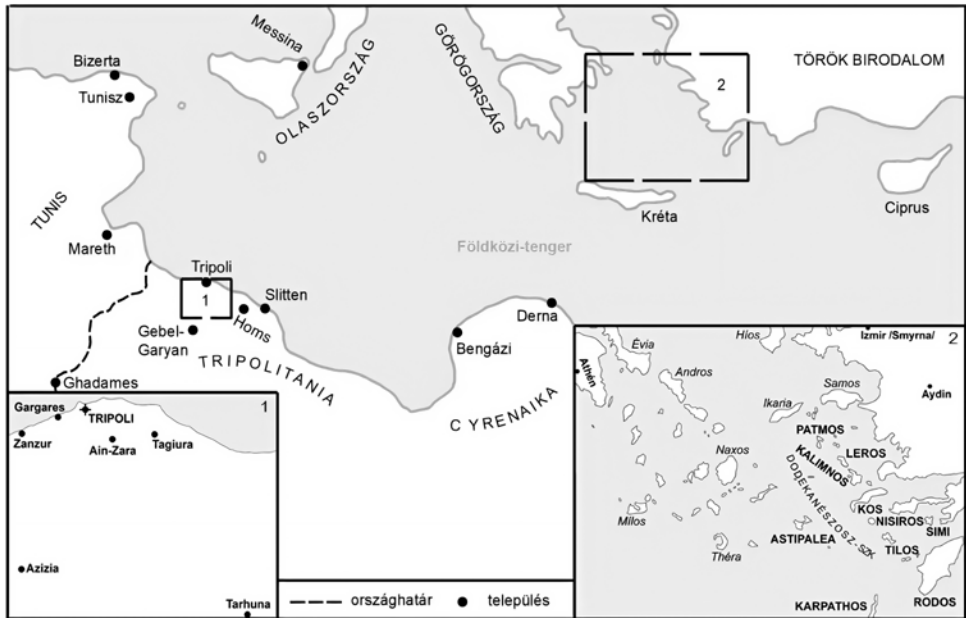 Messina
Bizerta
Tunisz
OLASZORSZÁG
GÖRÖGORSZÁG
TÖRÖK BIRODALOM
2
TUNIS
Mareth
Kréta
Ciprus
Földközi-tenger
Tripoli
1
Slitten
Homs
Gebel-
Garyan
TRIPOLITANIA
Derna
Bengázi
CYRENAIKA
Ghadames
1
Gargares
TRIPOLI
Zanzur
Ain-Zara
Tagiura
Azizia
Tarhuna
országhatár
település
2
Athén
Évia
Híos
Izmir /Smyrna/
Andros
Samos
Aydin
Ikaria
PATMOS
LEROS
Naxos
KALIMNOS
DODEKANÉSZOSZ-SZK
KOS
NISIROS
SIMI
Mílos
ASTIPALEA
TILOS
Théra
KARPATHOS
RODOS